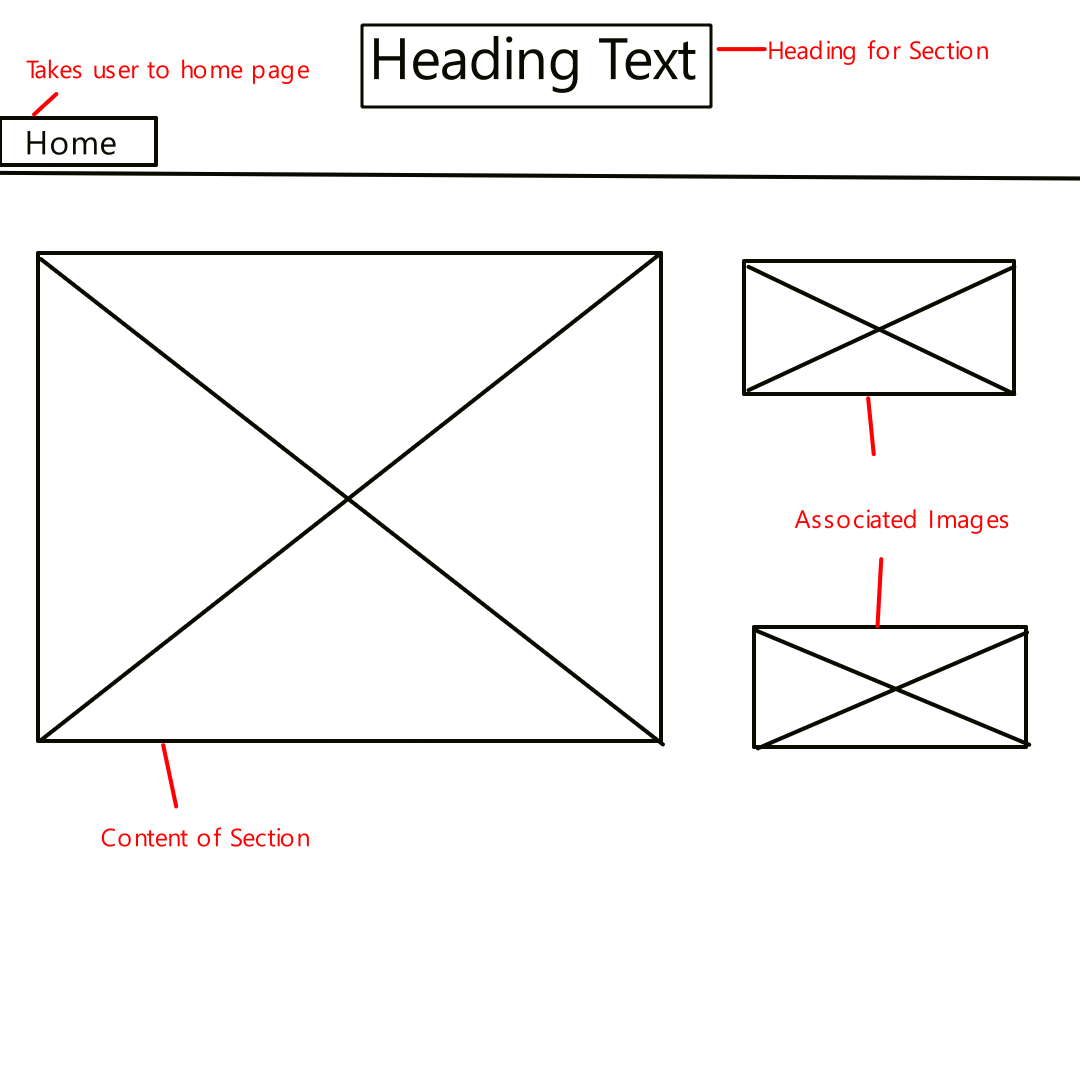 Heading Text
Heading for Section
Takes user to home page
Home
Associated Images
Content of Section